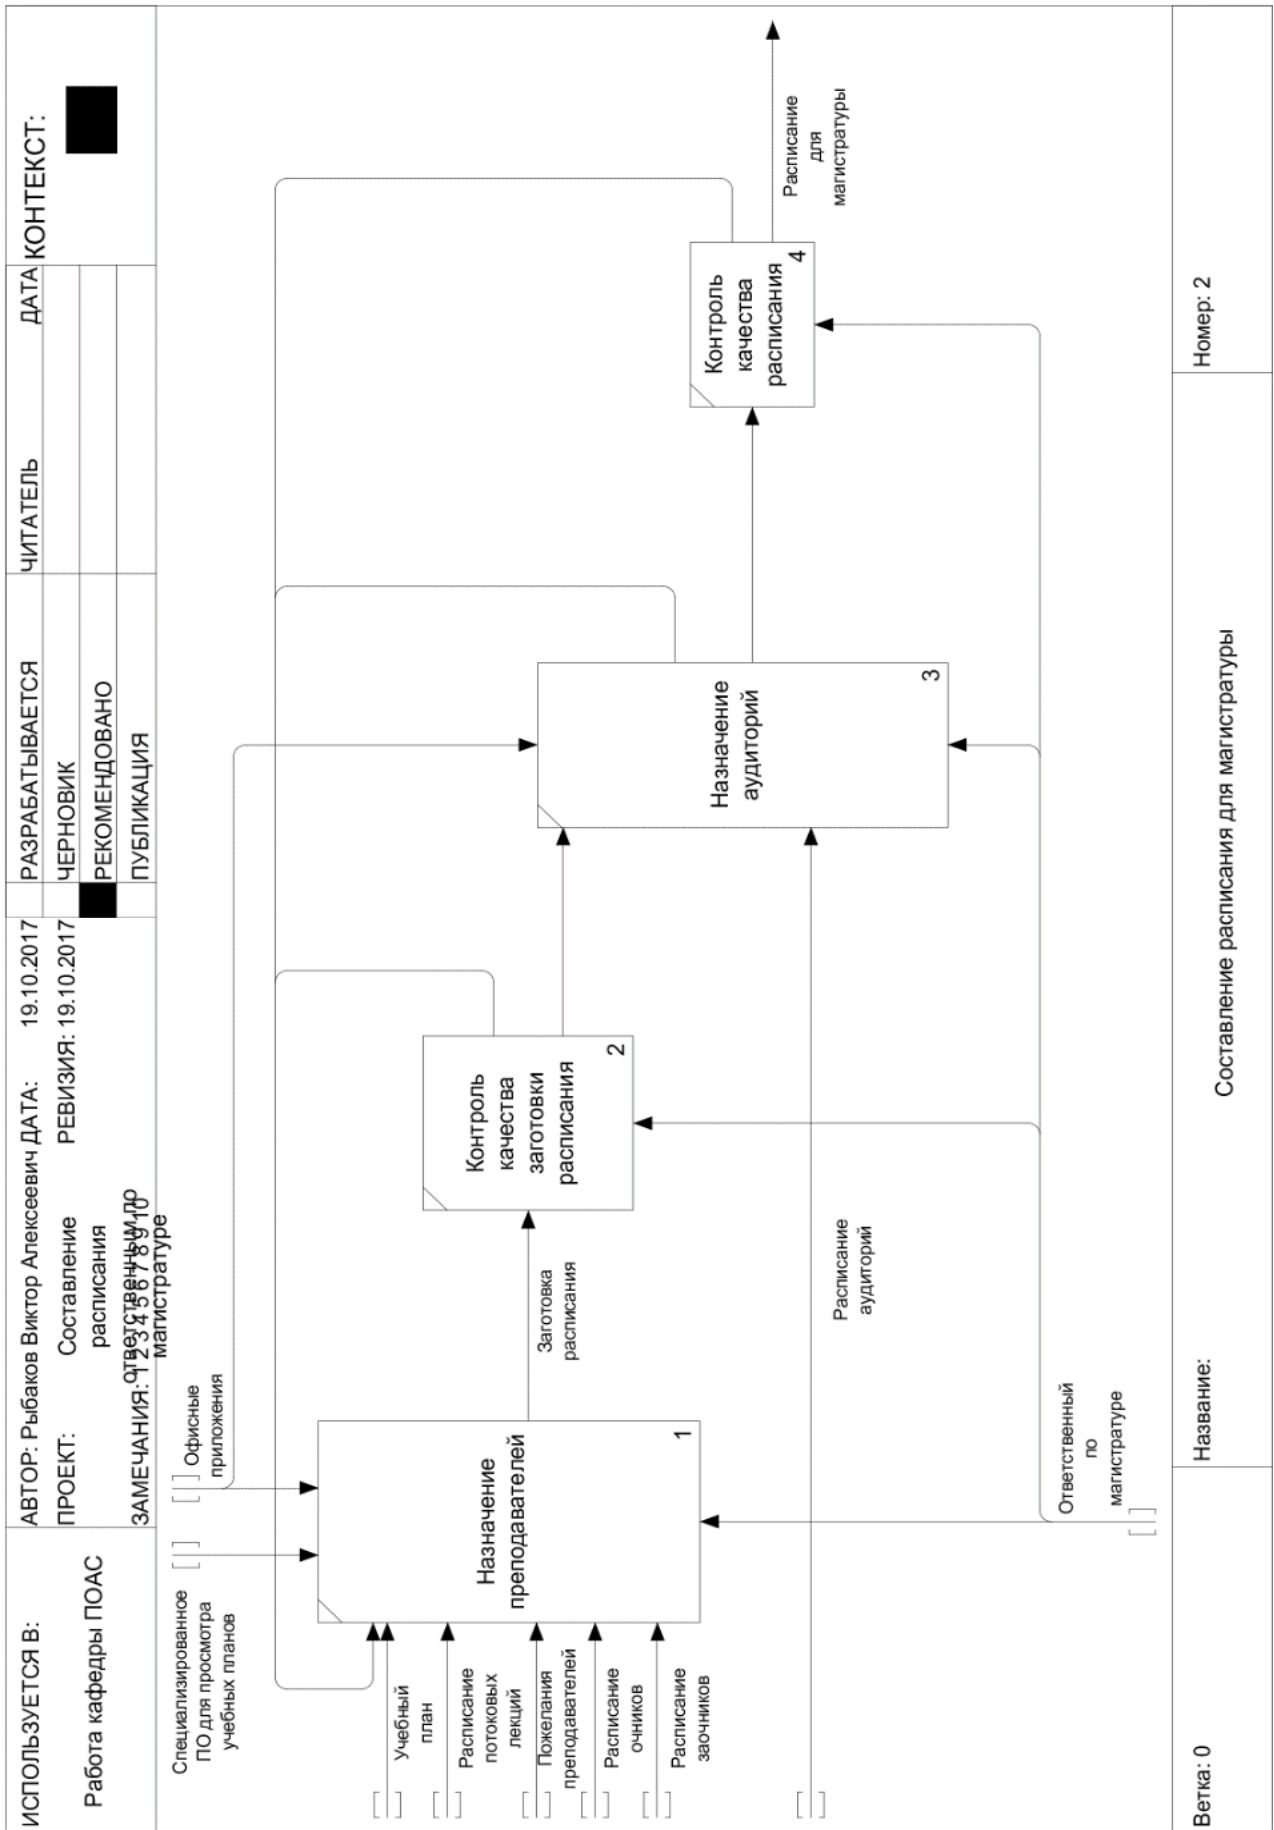 ИСПОЛЬЗУЕТСЯ В:
Работа кафедры ПОАС
АВТОР: Рыбаков Виктор Алексеевич ДАТА: 19.10.2017
ПРОЕКТ: Составление
расписания
ответственным по
магистратуре
РЕВИЗИЯ: 19.10.2017
ЗАМЕЧАНИЯ: 1 2 3 4 5 6 7 8 9 10
РАЗРАБАТЫВАЕТСЯ
ЧЕРНОВИК
РЕКОМЕНДОВАНО
ПУБЛИКАЦИЯ
ЧИТАТЕЛЬ
ДАТА
КОНТЕКСТ:
Специализированное
ПО для просмотра
учебных планов
Офисные
приложения
Учебный
план
Расписание
потоковых
лекций
Пожелания
преподавателей
Расписание
очников
Расписание
заочников
Назначение
преподавателей
1
Заготовка
расписания
Контроль
качества
заготовки
расписания
2
Расписание
аудиторий
Назначение
аудиторий
3
Контроль
качества
расписания
4
Расписание
для
магистратуры
Ответственный
по
магистратуре
Ветка: 0
Название:
Составление расписания для магистратуры
Номер: 2